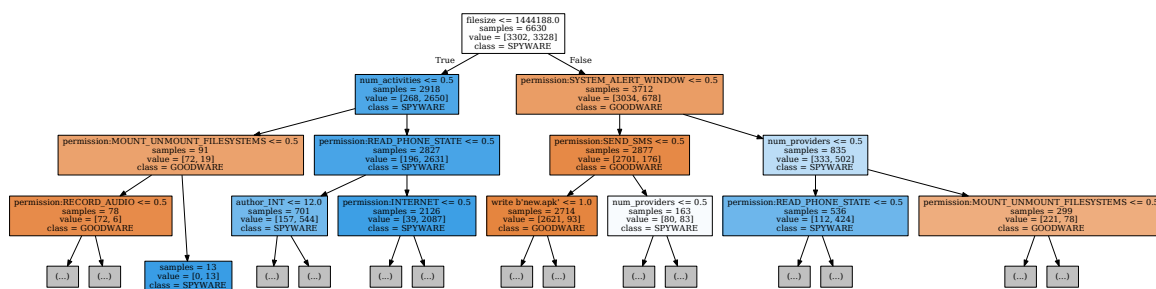 filesize <= 1444188.0
samples = 6630
value = [3302, 3328]
class = SPYWARE
True
False
num_activities <= 0.5
samples = 2918
value = [268, 2650]
class = SPYWARE
permission:SYSTEM_ALERT_WINDOW <= 0.5
samples = 3712
value = [3034, 678]
class = GOODWARE
permission:MOUNT_UNMOUNT_FILESYSTEMS <= 0.5
samples = 91
value = [72, 19]
class = GOODWARE
permission:READ_PHONE_STATE <= 0.5
samples = 2827
value = [196, 2631]
class = SPYWARE
permission:SEND_SMS <= 0.5
samples = 2877
value = [2701, 176]
class = GOODWARE
num_providers <= 0.5
samples = 835
value = [333, 502]
class = SPYWARE
permission:RECORD_AUDIO <= 0.5
samples = 78
value = [72, 6]
class = GOODWARE
samples = 13
value = [0, 13]
class = SPYWARE
author_INT <= 12.0
samples = 701
value = [157, 544]
class = SPYWARE
permission:INTERNET <= 0.5
samples = 2126
value = [39, 2087]
class = SPYWARE
write b'new.apk' <= 1.0
samples = 2714
value = [2621, 93]
class = GOODWARE
num_providers <= 0.5
samples = 163
value = [80, 83]
class = SPYWARE
permission:READ_PHONE_STATE <= 0.5
samples = 536
value = [112, 424]
class = SPYWARE
permission:MOUNT_UNMOUNT_FILESYSTEMS <= 0.5
samples = 299
value = [221, 78]
class = GOODWARE
(...)
(...)
(...)
(...)
(...)
(...)
(...)
(...)
(...)
(...)
(...)
(...)
(...)
(...)